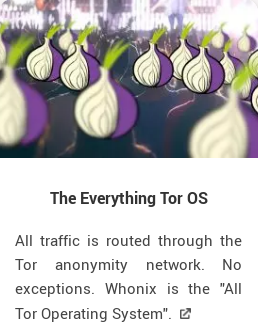 The Everything Tor OS
All traffic is routed through the
Tor anonymity network. No
exceptions. Whonix is the "All
Tor Operating System".